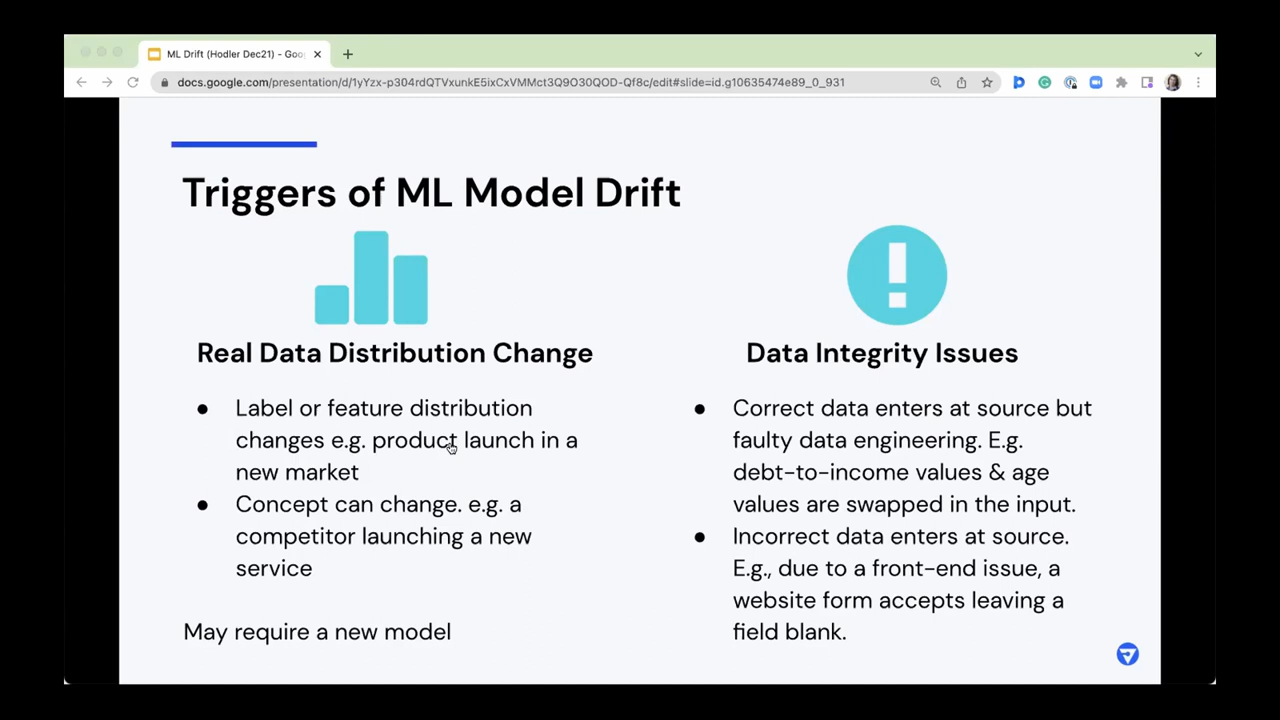 ML Drift (Hodler Dec21) - Goo
docs.google.com/presentation/d/1yYzx-p304rdQTVxunkE5ixCxVMMct3Q9O30QOD-Qf8c/edit#slide=id.g10635474e89_0_931
Triggers of ML Model Drift
Real Data Distribution Change
● Label or feature distribution
changes e.g. product launch in a
new market
● Concept can change. e.g. a
competitor launching a new
service
May require a new model
Data Integrity Issues
● Correct data enters at source but
faulty data engineering. E.g.
debt-to-income values & age
values are swapped in the input.
● Incorrect data enters at source.
E.g., due to a front-end issue, a
website form accepts leaving a
field blank.